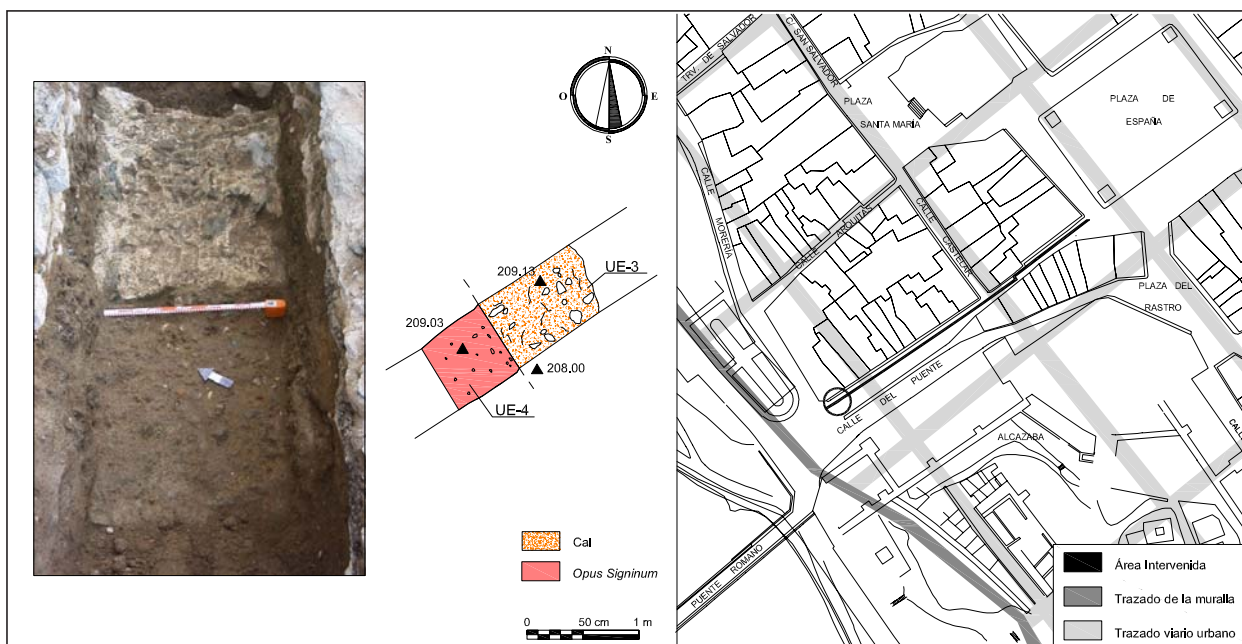 N
O
E
S
209.13
UE-3
209.03
208.00
UE-4
Cal
Opus Signinum
0 50 cm 1 m
TRV. DE SALVADOR
C/ SAN SALVADOR
PLAZA
SANTA MARIA
PLAZA DE
ESPAÑA
CALLE MORERIA
CALLE ARQUITAS
CALLE CASTELAR
PLAZA DEL
RASTRO
CALLE DEL PUENTE
ALCAZABA
PUENTE ROMANO
Área Intervenida
Trazado de la muralla
Trazado viario urbano